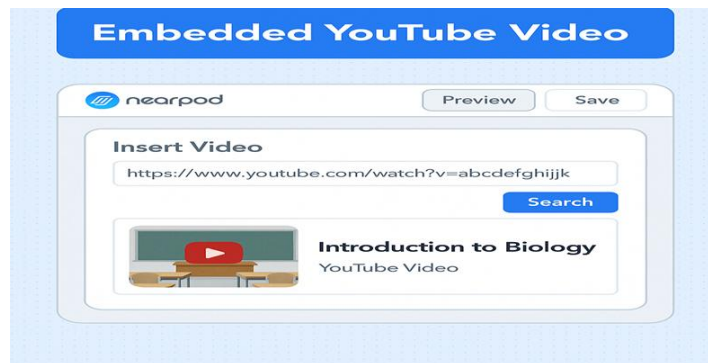 Embedded YouTube Video
nearpod
Preview
Save
Insert Video
https://www.youtube.com/watch?v=abcdefghijjk
Search
Introduction to Biology
YouTube Video